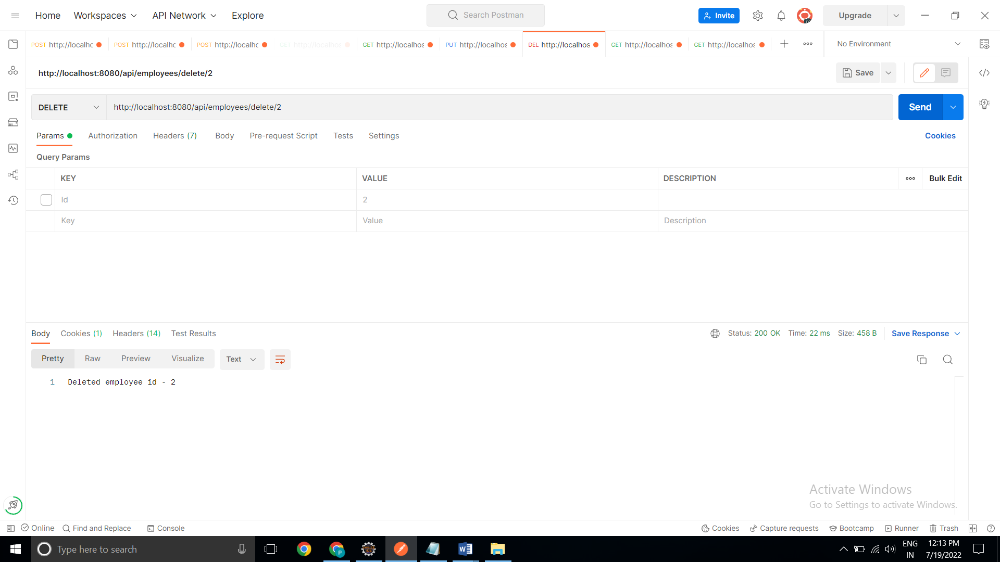 Home Workspaces API Network Explore Search Postman Invite Upgrade
POST http://localhc POST http://localhc POST http://localhc GET http://localhos GET http://localhos PUT http://localhos DEL http://localhos GET http://localhos GET http://localhos No Environment
http://localhost:8080/api/employees/delete/2 Save
DELETE http://localhost:8080/api/employees/delete/2 Send
Params Authorization Headers (7) Body Pre-request Script Tests Settings Cookies
Query Params
KEY VALUE DESCRIPTION Bulk Edit
Id 2
Key Value Description
Body Cookies (1) Headers (14) Test Results Status: 200 OK Time: 22 ms Size: 458 B Save Response
Pretty Raw Preview Visualize Text
1 Deleted employee id - 2
Activate Windows
Go to Settings to activate Windows.
Online Find and Replace Console Cookies Capture requests Bootcamp Runner Trash
Type here to search ENG 12:13 PM
IN 7/19/2022